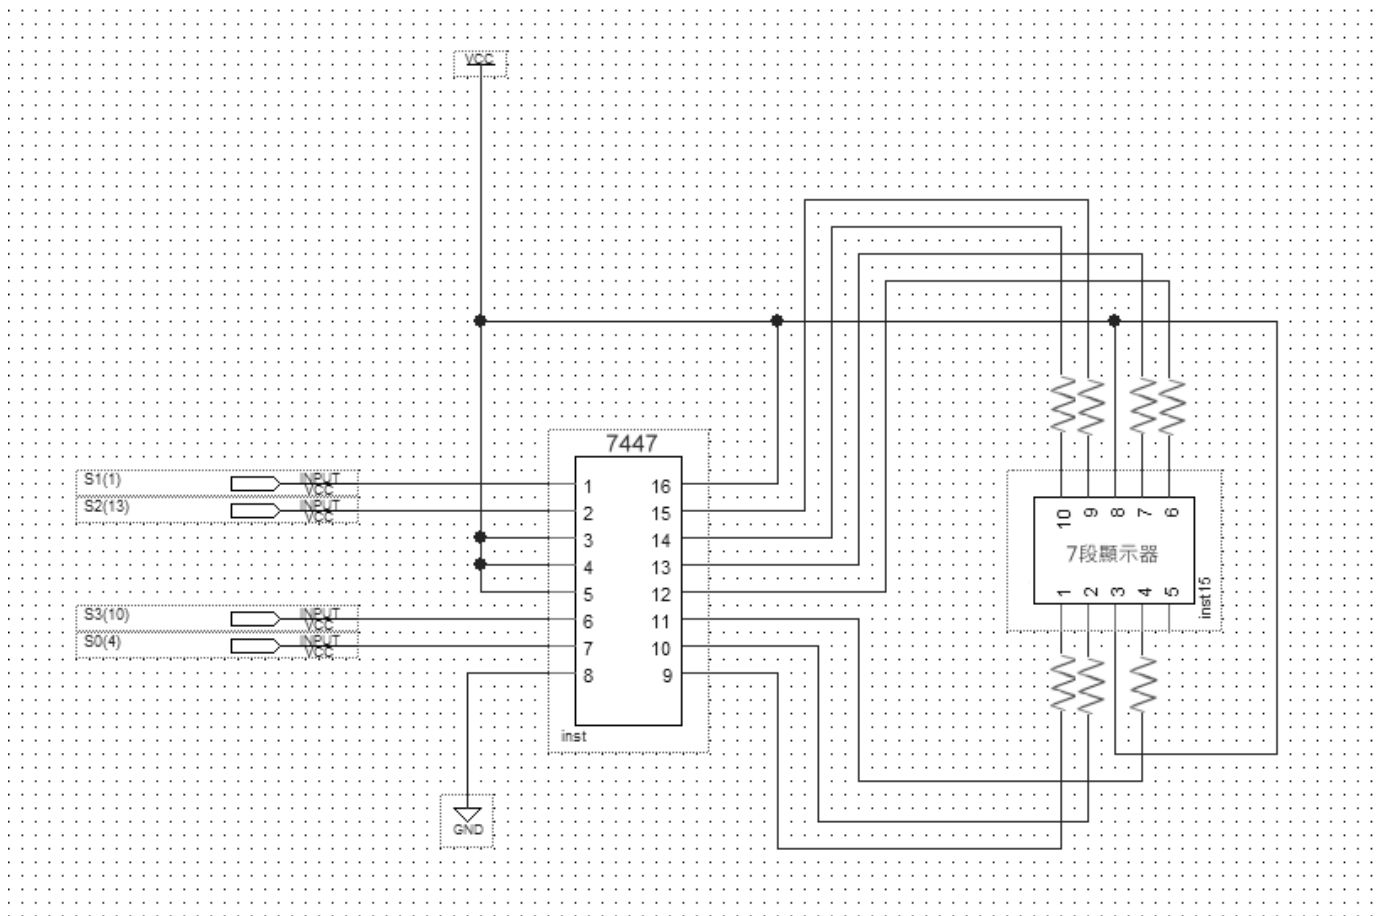 VCC
7447
S1(1) INPUT
VCC
S2(13) INPUT
VCC
S3(10) INPUT
VCC
S0(4) INPUT
VCC
1 16
2 15
3 14
4 13
5 12
6 11
7 10
8 9
inst
GND
10 9 8 7 6
7段顯示器
1 2 3 4 5
inst15